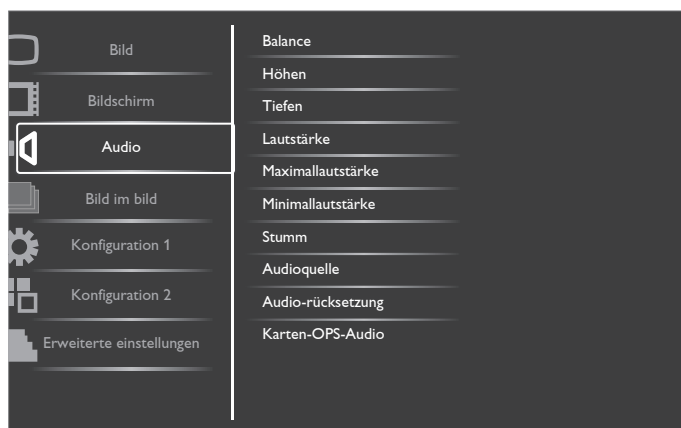 Bild
Bildschirm
Audio
Bild im bild
Konfiguration 1
Konfiguration 2
Erweiterte einstellungen
Balance
Höhen
Tiefen
Lautstärke
Maximallautstärke
Minimallautstärke
Stumm
Audioquelle
Audio-rücksetzung
Karten-OPS-Audio